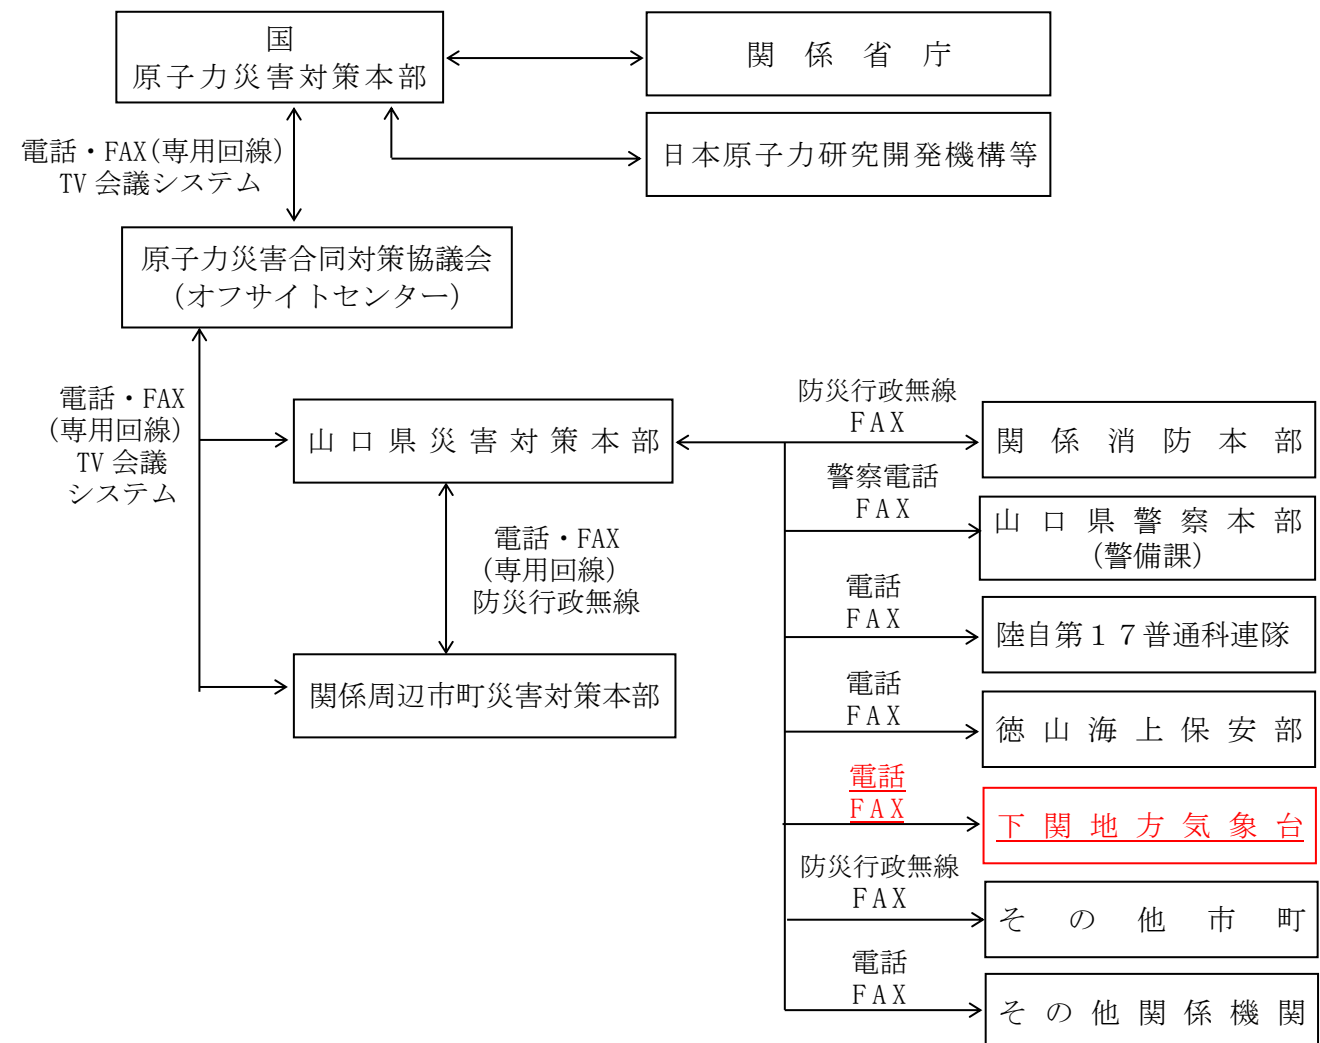 国
原子力災害対策本部
関係省庁
日本原子力研究開発機構等
電話・FAX(専用回線)
TV会議システム
原子力災害合同対策協議会
(オフサイトセンター)
電話・FAX
(専用回線)
TV会議
システム
山口県災害対策本部
電話・FAX
(専用回線)
防災行政無線
関係周辺市町災害対策本部
防災行政無線
FAX
関係消防本部
警察電話
FAX
山口県警察本部
(警備課)
電話
FAX
陸自第17普通科連隊
電話
FAX
徳山海上保安部
電話
FAX
下関地方気象台
防災行政無線
FAX
その他市町
電話
FAX
その他関係機関